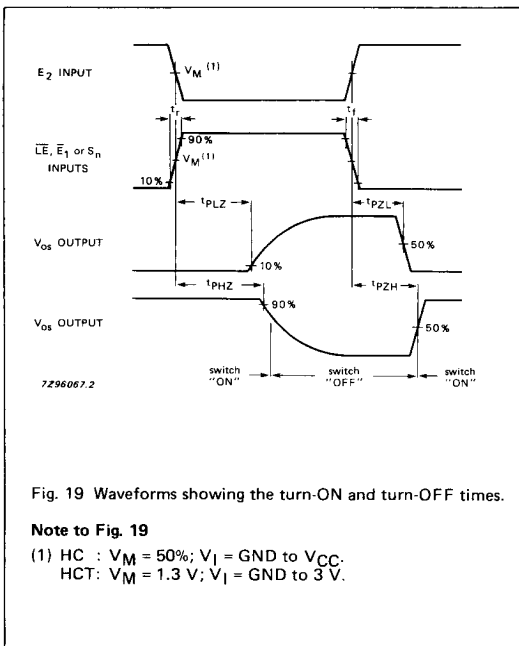 E2 INPUT
VM (1)
tr
tf
LE, E1 or Sn
INPUTS
90%
VM (1)
10%
tPLZ
tPZL
VOS OUTPUT
50%
10%
tPHZ
tPZH
90%
VOS OUTPUT
50%
switch
"ON"
switch
"OFF"
switch
"ON"
7Z96067.2
Fig. 19 Waveforms showing the turn-ON and turn-OFF times.
Note to Fig. 19
(1) HC : VM = 50%; VI = GND to VCC.
HCT: VM = 1.3 V; VI = GND to 3 V.